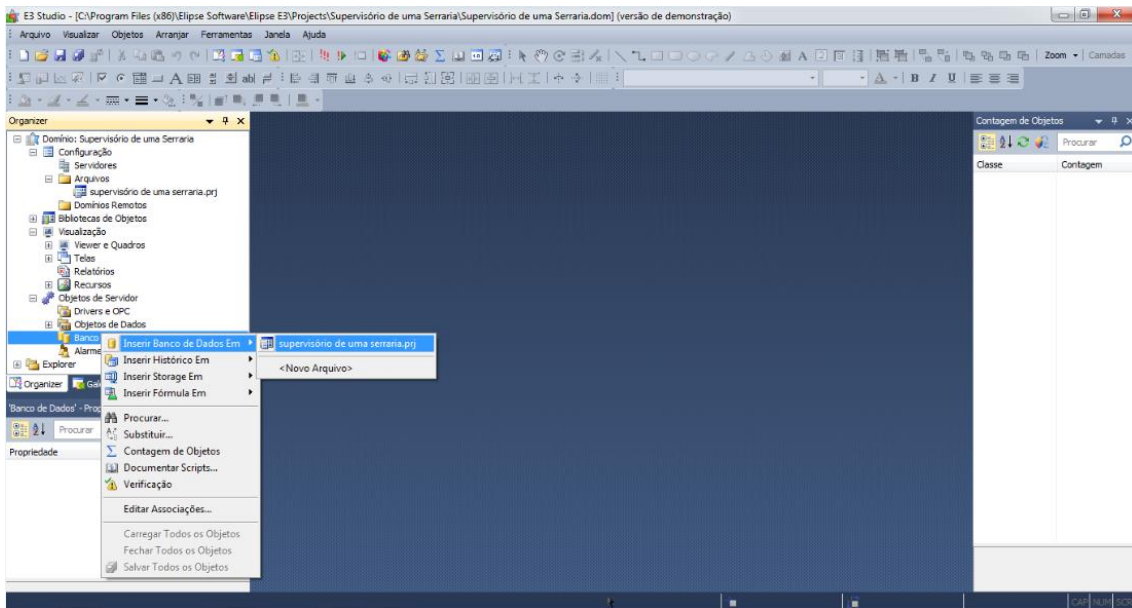 E3 Studio - [C:\Program Files (x86)\Elipse Software\Elipse E3\Projects\Supervisório de uma Serraria\Supervisório de uma Serraria.dom] (versão de demonstração)
Arquivo Visualizar Objetos Arranjar Ferramentas Janela Ajuda
Zoom Camadas
Organizer
Contagem de Objetos
Domínio: Supervisório de uma Serraria
Procurar
Configuração
Servidores
Classe Contagem
Arquivos
supervisório de uma serraria.prj
Domínios Remotos
Bibliotecas de Objetos
Visualização
Viewer e Quadros
Telas
Relatórios
Recursos
Objetos de Servidor
Drivers e OPC
Objetos de Dados
Banco
Inserir Banco de Dados Em
supervisório de uma serraria.prj
Alarme
Inserir Histórico Em
<Novo Arquivo>
Explorer
Inserir Storage Em
Organizer Gal
Inserir Fórmula Em
'Banco de Dados' - Prop
Procurar
Procurar...
Substituir...
Propriedade
Contagem de Objetos
Documentar Scripts...
Verificação
Editar Associações...
Carregar Todos os Objetos
Fechar Todos os Objetos
Salvar Todos os Objetos
CAP NUM SCR